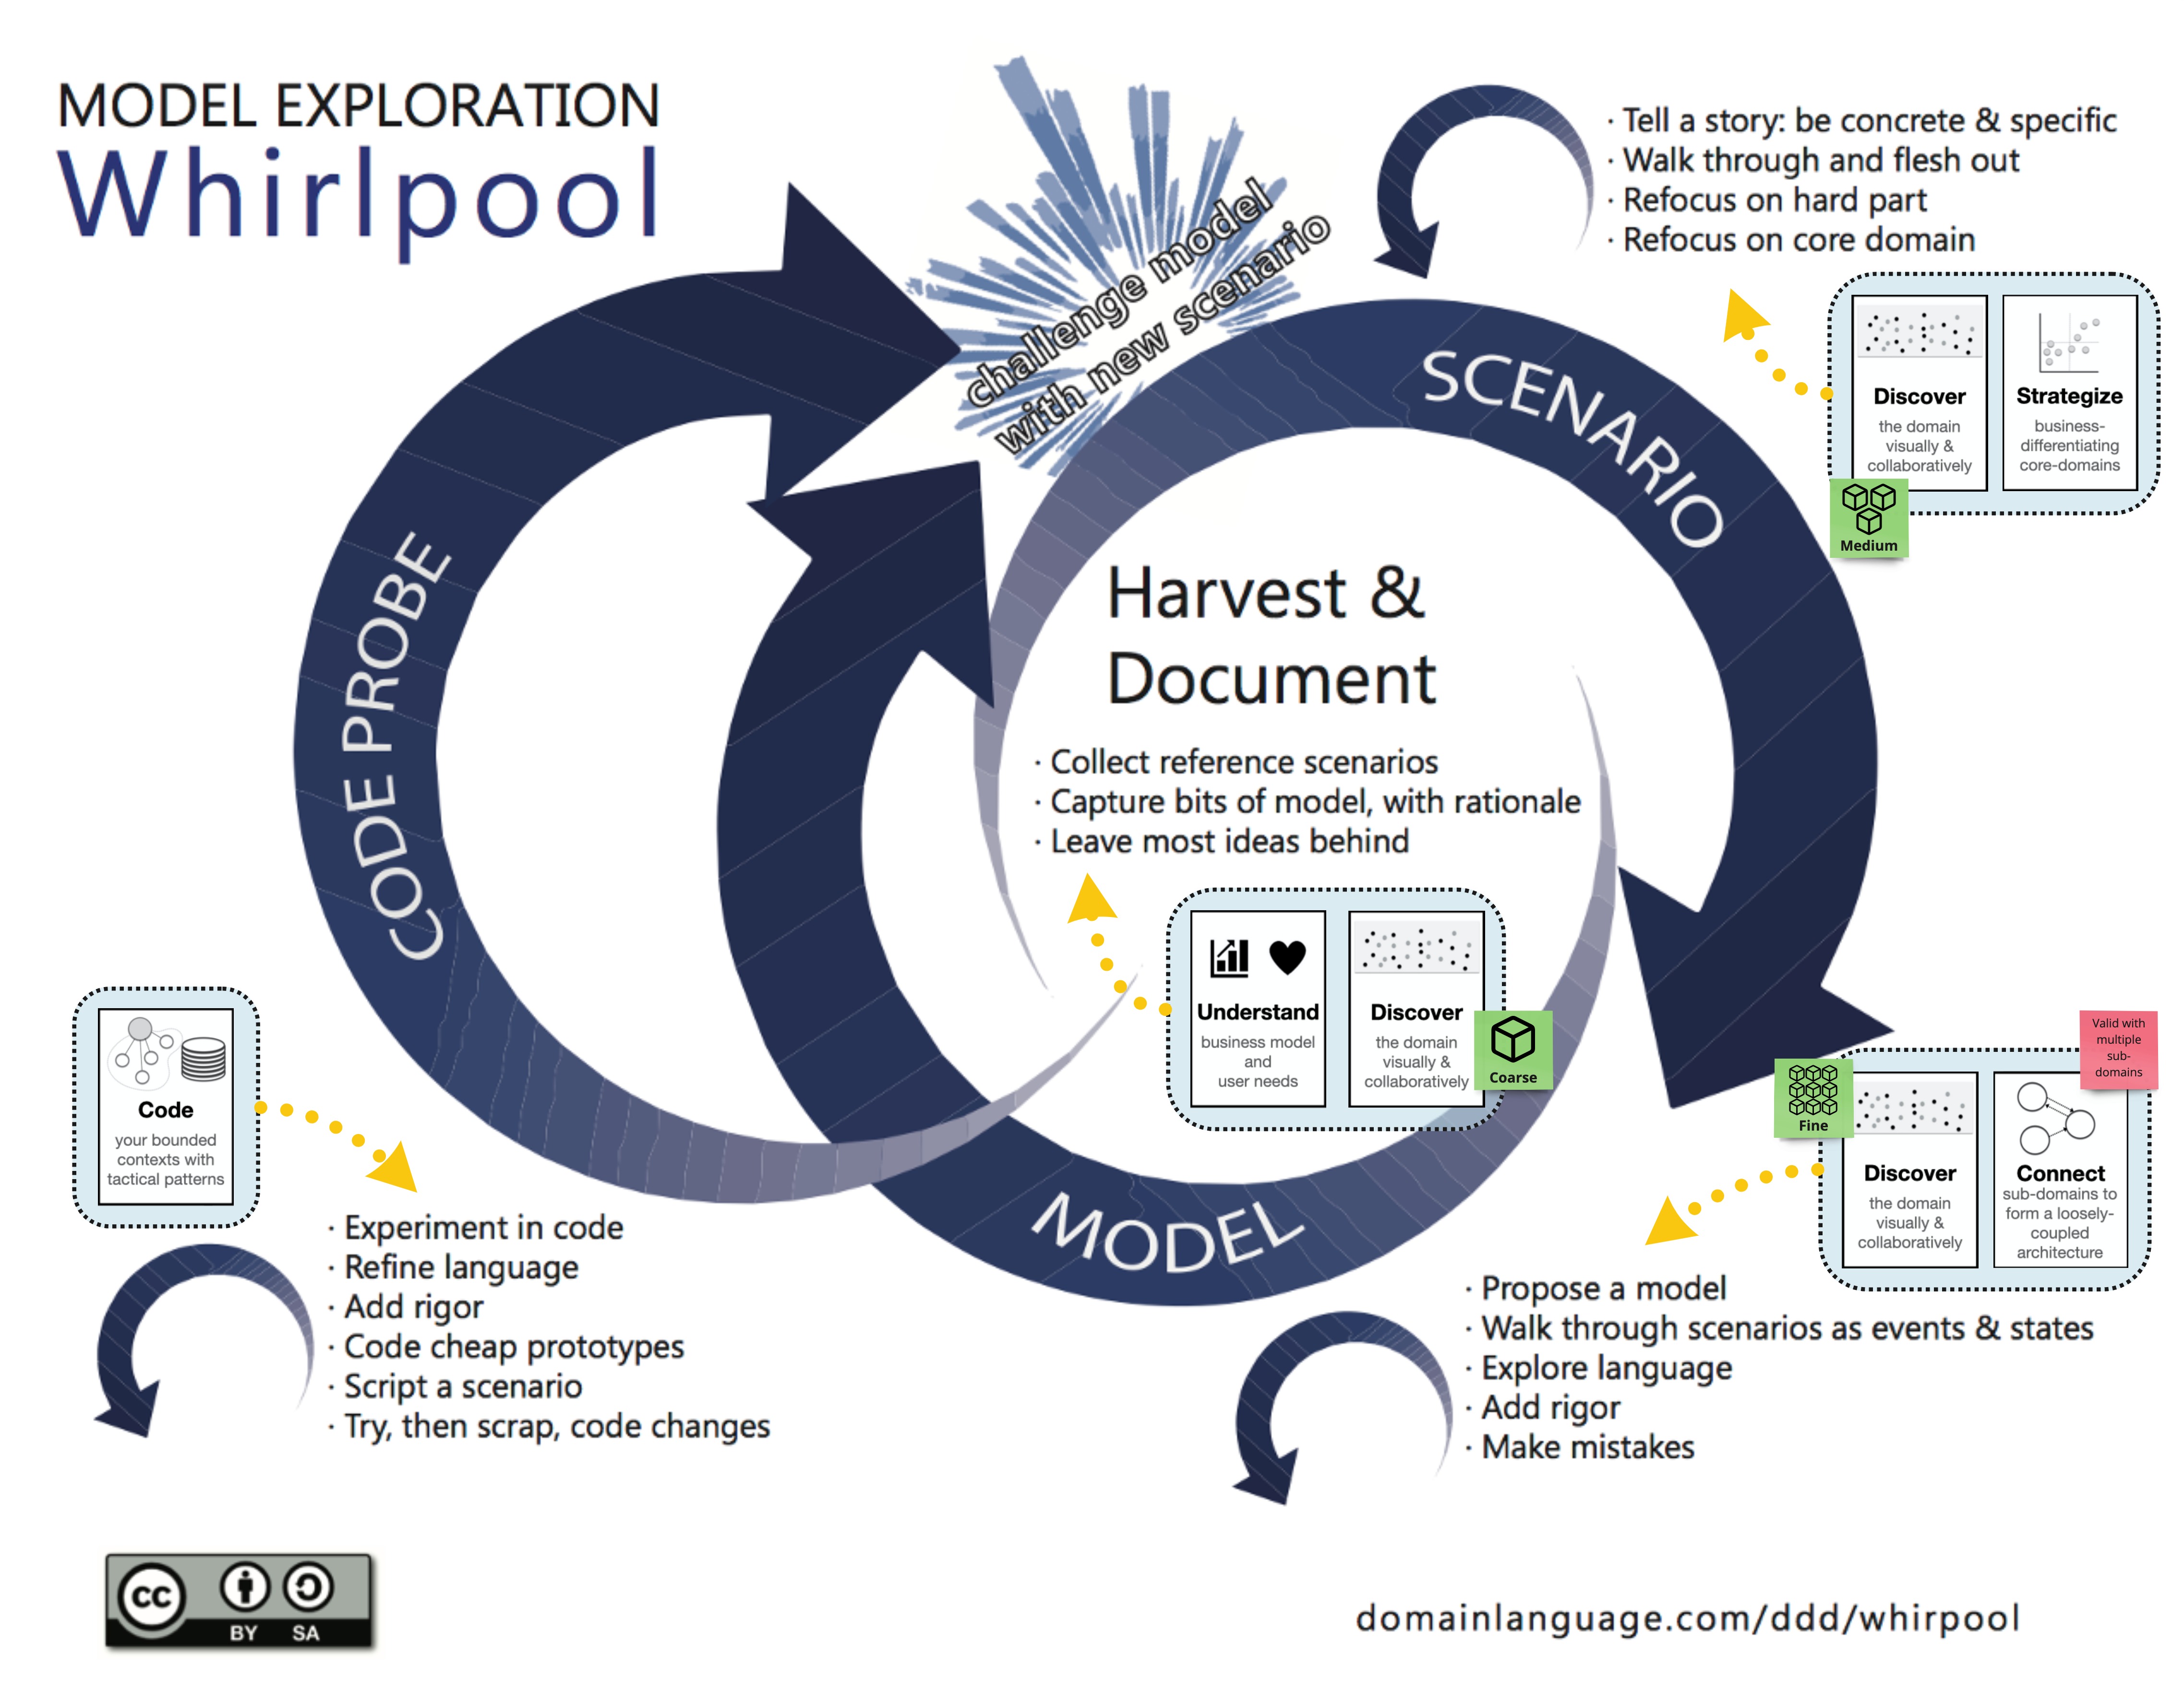 MODEL EXPLORATION
Whirlpool
challenge model
with new scenario
· Tell a story: be concrete & specific
· Walk through and flesh out
· Refocus on hard part
· Refocus on core domain
Discover
the domain
visually &
collaboratively
Strategize
business-
differentiating
core-domains
Medium
SCENARIO
CODE PROBE
Harvest &
Document
· Collect reference scenarios
· Capture bits of model, with rationale
· Leave most ideas behind
Understand
business model
and
user needs
Discover
the domain
visually &
collaboratively
Coarse
Code
your bounded
contexts with
tactical patterns
Valid with
multiple
sub-
domains
Fine
Discover
the domain
visually &
collaboratively
Connect
sub-domains to
form a loosely-
coupled
architecture
MODEL
· Experiment in code
· Refine language
· Add rigor
· Code cheap prototypes
· Script a scenario
· Try, then scrap, code changes
· Propose a model
· Walk through scenarios as events & states
· Explore language
· Add rigor
· Make mistakes
cc
BY SA
domainlanguage.com/ddd/whirpool